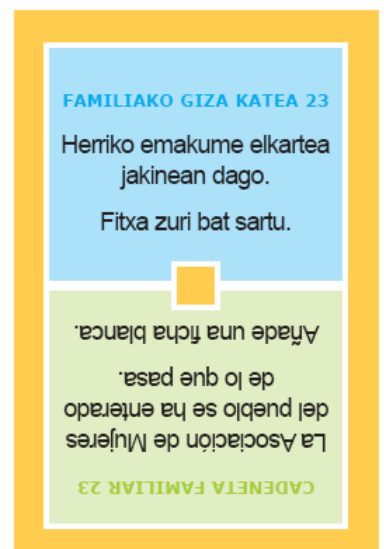 FAMILIAKO GIZA KATEA 23
Herriko emakume elkartea
jakinean dago.
Fitxa zuri bat sartu.
CADENETA FAMILIAR 23
La Asociación de Mujeres
del pueblo se ha enterado
de lo que pasa.
Añade una ficha blanca.